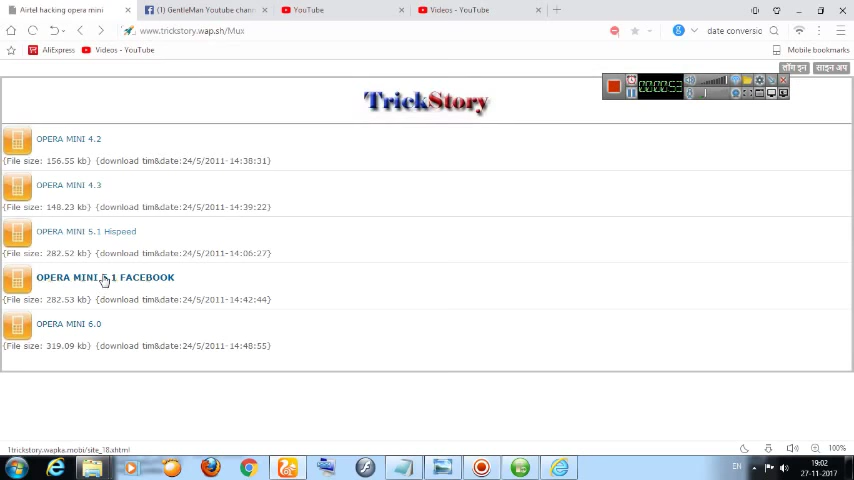 Airtel hacking opera mini
GentleMan Youtube chann
YouTube
Videos - YouTube
www.trickstory.wap.sh/Mux
date conversio
AliExpress
Videos - YouTube
Mobile bookmarks
लॉग इन
साइन अप
TrickStory
OPERA MINI 4.2
{File size: 156.55 kb} {download tim&date:24/5/2011-14:38:31}
OPERA MINI 4.3
{File size: 148.23 kb} {download tim&date:24/5/2011-14:39:22}
OPERA MINI 5.1 Hispeed
{File size: 282.52 kb} {download tim&date:24/5/2011-14:06:27}
OPERA MINI 5.1 FACEBOOK
{File size: 282.53 kb} {download tim&date:24/5/2011-14:42:44}
OPERA MINI 6.0
{File size: 319.09 kb} {download tim&date:24/5/2011-14:48:55}
1trickstory.wapka.mobi/site_18.xhtml
100%
EN
19:02
27-11-2017